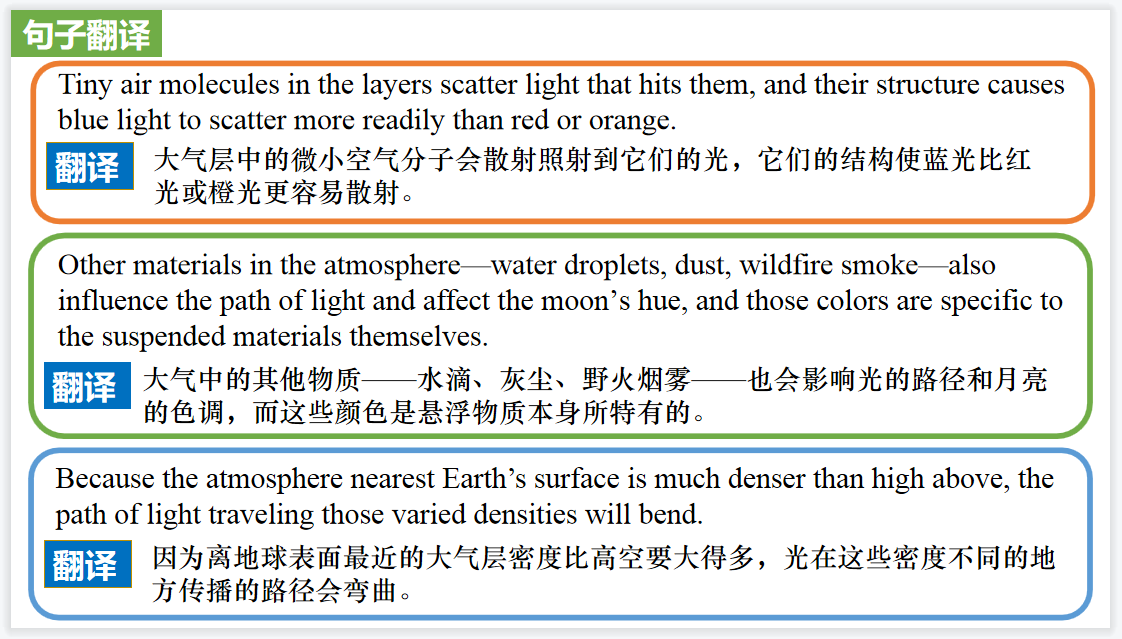 句子翻译
Tiny air molecules in the layers scatter light that hits them, and their structure causes
blue light to scatter more readily than red or orange.
翻译 大气层中的微小空气分子会散射照射到它们的光，它们的结构使蓝光比红
光或橙光更容易散射。
Other materials in the atmosphere—water droplets, dust, wildfire smoke—also
influence the path of light and affect the moon’s hue, and those colors are specific to
the suspended materials themselves.
翻译 大气中的其他物质——水滴、灰尘、野火烟雾——也会影响光的路径和月亮
的色调，而这些颜色是悬浮物质本身所特有的。
Because the atmosphere nearest Earth’s surface is much denser than high above, the
path of light traveling those varied densities will bend.
翻译 因为离地球表面最近的大气层密度比高空要大得多，光在这些密度不同的地
方传播的路径会弯曲。